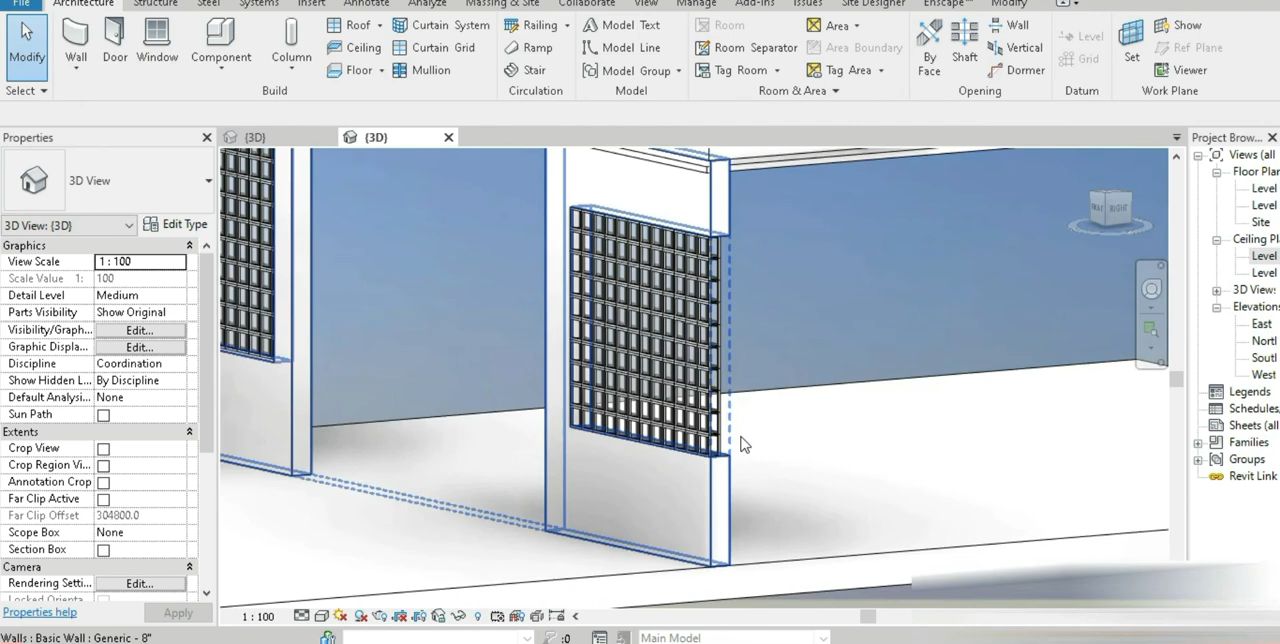 File Architecture Structure Steel Systems Insert Annotate Analyze Massing & Site Collaborate View Manage Add-Ins Issues Site Designer Enscape™ Modify
Modify
Select
Wall
Door
Window
Component
Column
Roof
Ceiling
Floor
Curtain System
Curtain Grid
Mullion
Build
Railing
Ramp
Stair
Circulation
Model Text
Model Line
Model Group
Model
Room
Room Separator
Tag Room
Area
Area Boundary
Tag Area
Room & Area
By Face
Shaft
Wall
Vertical
Dormer
Opening
Level
Grid
Datum
Set
Show
Ref Plane
Viewer
Work Plane
Properties
{3D}
{3D}
Project Brow...
3D View
3D View: {3D}
Edit Type
Graphics
View Scale 1 : 100
Scale Value 1: 100
Detail Level Medium
Parts Visibility Show Original
Visibility/Graph... Edit...
Graphic Displa... Edit...
Discipline Coordination
Show Hidden L... By Discipline
Default Analysi... None
Sun Path
Extents
Crop View
Crop Region Vi...
Annotation Crop
Far Clip Active
Far Clip Offset 304800.0
Scope Box None
Section Box
Camera
Rendering Setti... Edit...
Properties help
Apply
RIGHT
Views (all
Floor Plan
Level
Level
Site
Ceiling Pl
Level
Level
3D View:
Elevations
East
Nortl
Soutl
West
Legends
Schedules,
Sheets (all
Families
Groups
Revit Link
1 : 100
Walls : Basic Wall : Generic - 8"
:0
Main Model